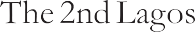 The 2nd Lagos